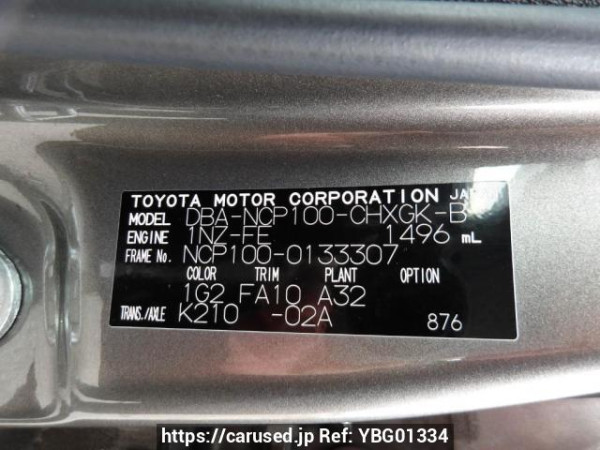 TOYOTA MOTOR CORPORATION JAPAN
MODEL DBA-NCP100-CHXGK-B
ENGINE 1NZ-FE 1496 mL
FRAME No. NCP100-0133307
COLOR TRIM PLANT OPTION
1G2 FA10 A32
TRANS./AXLE K210 -02A 876
https://carused.jp Ref: YBG01334